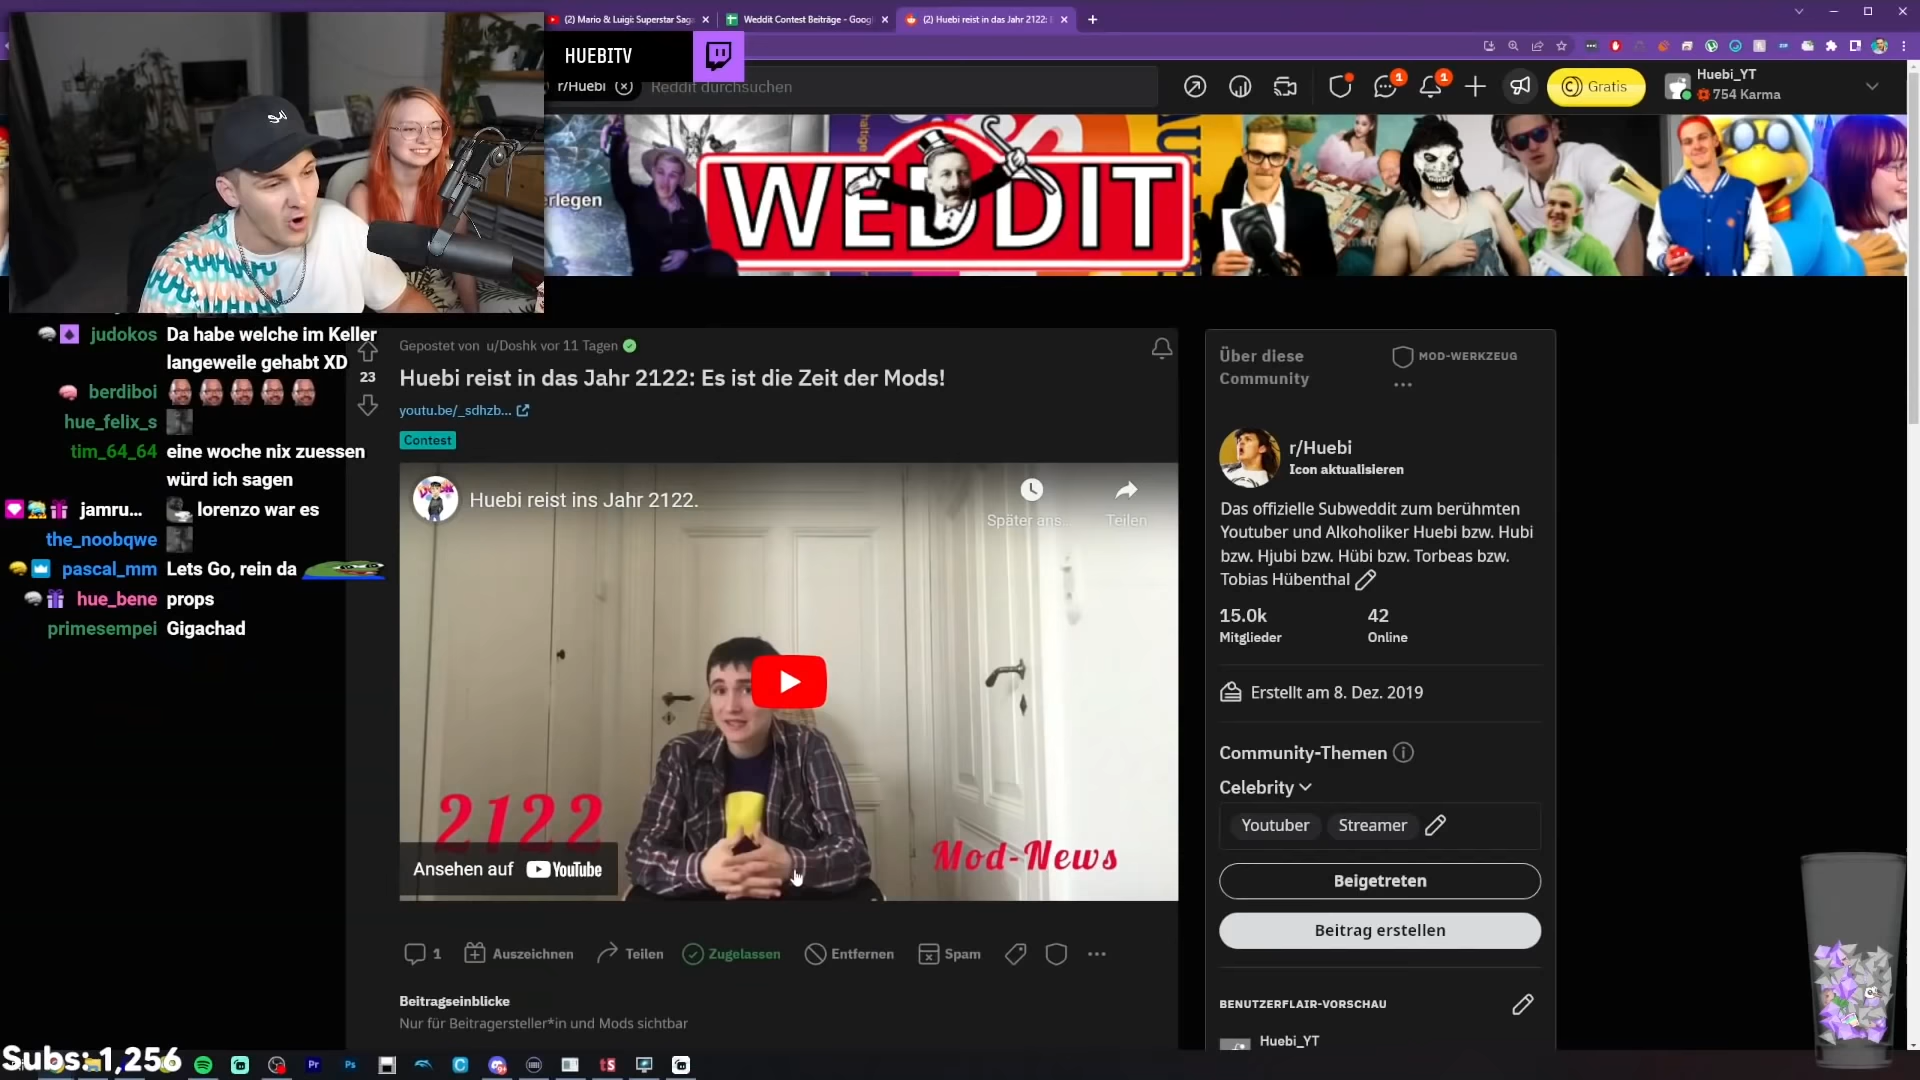 (2) Mario & Luigi: Superstar Saga
Weddit Contest Beiträge - Googl
(2) Huebi reist in das Jahr 2122: E
HUEBITV
r/Huebi
Reddit durchsuchen
1
1
Gratis
Huebi_YT
754 Karma
erlegen
WEDDIT
judokos Da habe welche im Keller
langeweile gehabt XD
berdiboi
hue_felix_s
tim_64_64 eine woche nix zuessen
würd ich sagen
jamru... lorenzo war es
the_noobqwe
pascal_mm Lets Go, rein da
hue_bene props
primesempei Gigachad
Gepostet von u/Doshk vor 11 Tagen
23
Huebi reist in das Jahr 2122: Es ist die Zeit der Mods!
youtu.be/_sdhzb...
Contest
Huebi reist ins Jahr 2122.
Später ans...
Teilen
2122
Mod-News
Ansehen auf YouTube
1
Auszeichnen
Teilen
Zugelassen
Entfernen
Spam
Beitragseinblicke
Nur für Beitragersteller*in und Mods sichtbar
Über diese
Community
MOD-WERKZEUG
r/Huebi
Icon aktualisieren
Das offizielle Subweddit zum berühmten
Youtuber und Alkoholiker Huebi bzw. Hubi
bzw. Hjubi bzw. Hübi bzw. Torbeas bzw.
Tobias Hübenthal
15.0k
Mitglieder
42
Online
Erstellt am 8. Dez. 2019
Community-Themen
Celebrity
Youtuber
Streamer
Beigetreten
Beitrag erstellen
BENUTZERFLAIR-VORSCHAU
Huebi_YT
Subs: 1,256
Pr
Ps